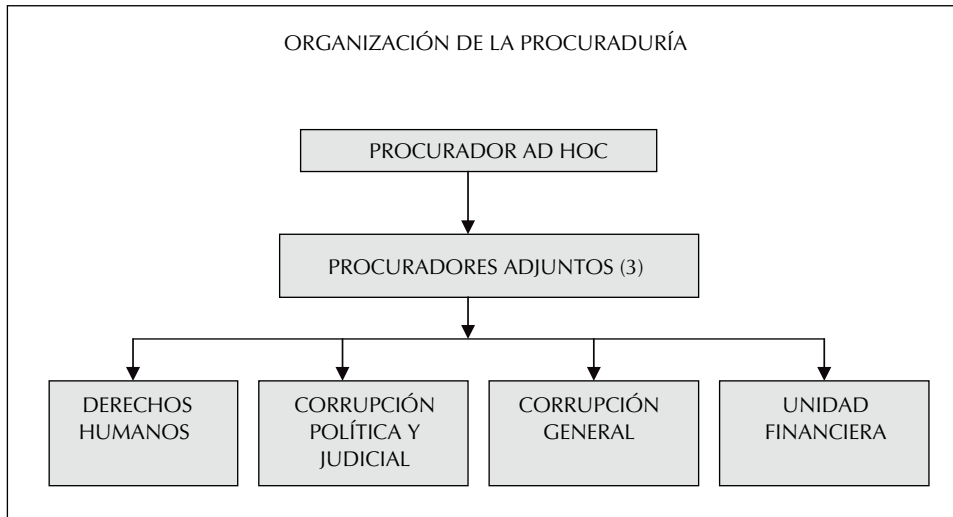 ORGANIZACIÓN DE LA PROCURADURÍA
PROCURADOR AD HOC
PROCURADORES ADJUNTOS (3)
DERECHOS
HUMANOS
CORRUPCIÓN
POLÍTICA Y
JUDICIAL
CORRUPCIÓN
GENERAL
UNIDAD
FINANCIERA